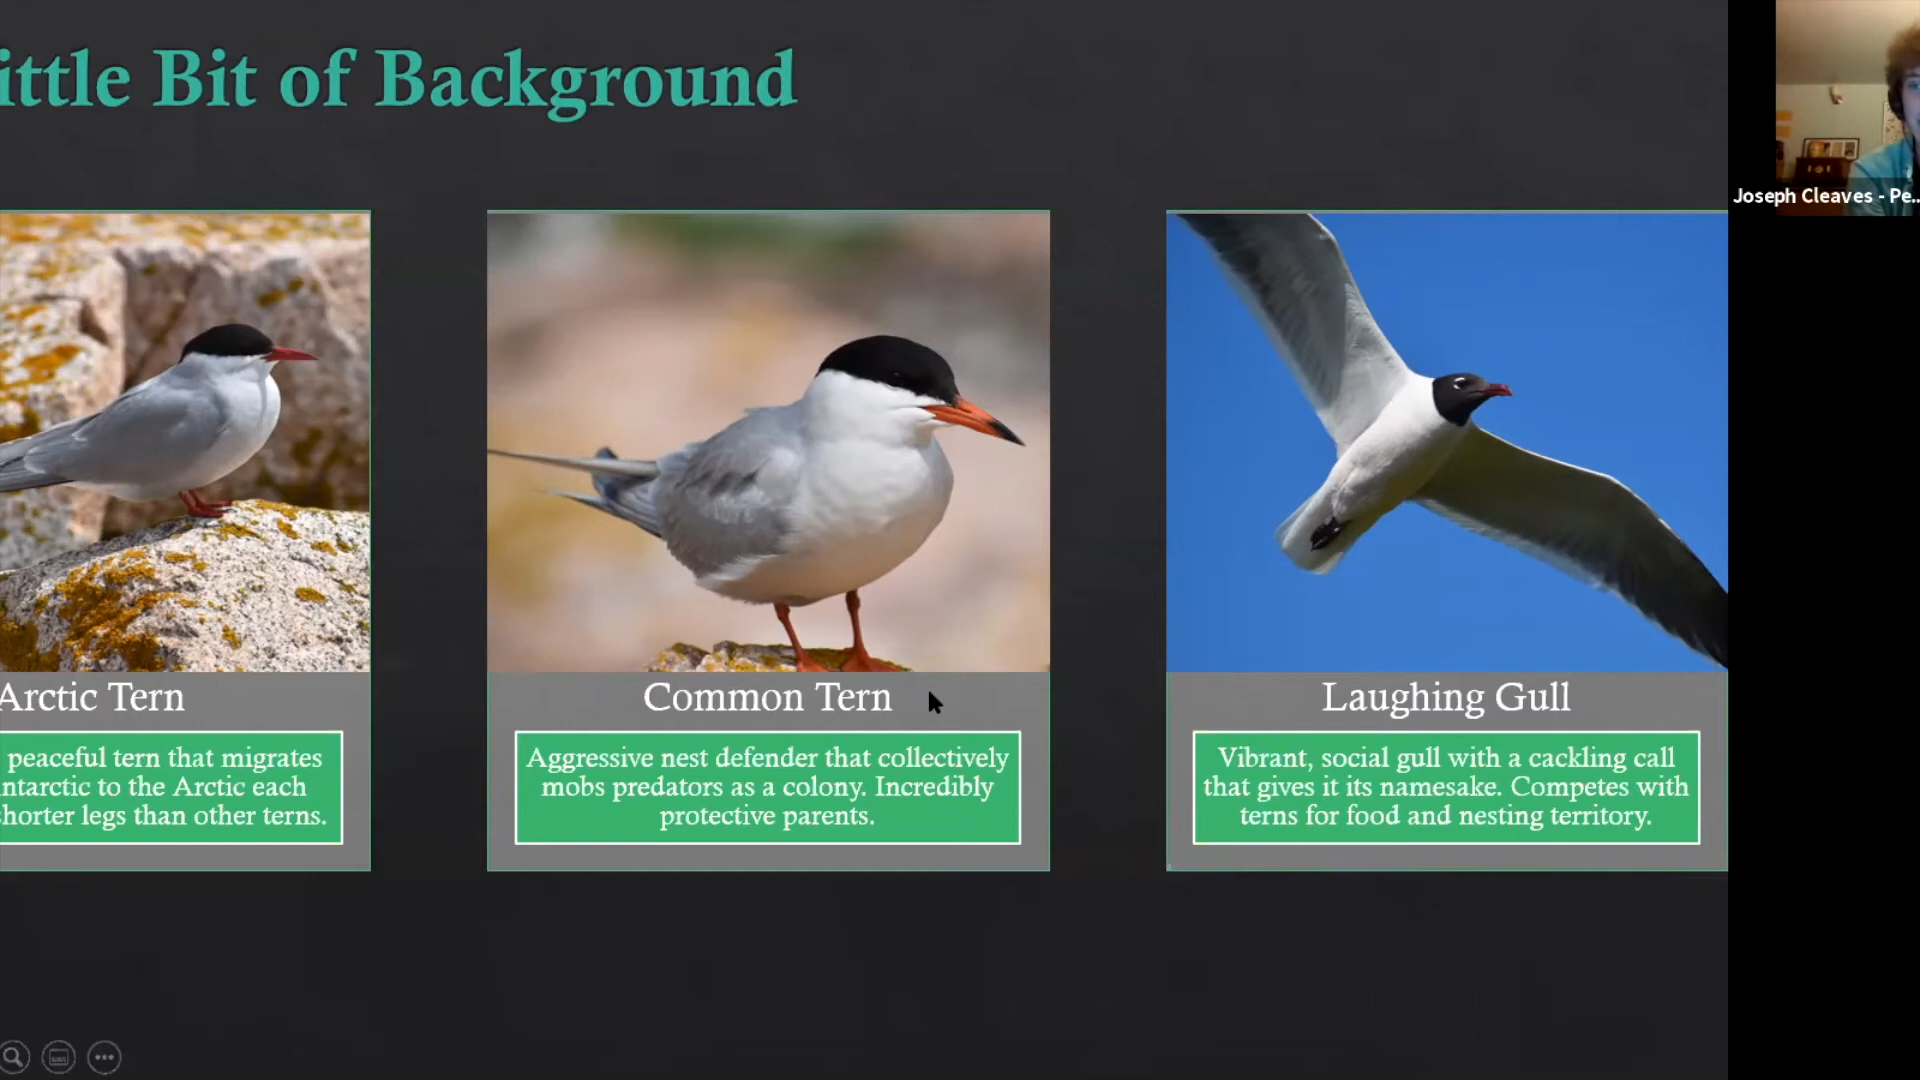 ittle Bit of Background
Joseph Cleaves - Pe...
Arctic Tern
peaceful tern that migrates
ntarctic to the Arctic each
horter legs than other terns.
Common Tern
Aggressive nest defender that collectively
mobs predators as a colony. Incredibly
protective parents.
Laughing Gull
Vibrant, social gull with a cackling call
that gives it its namesake. Competes with
terns for food and nesting territory.